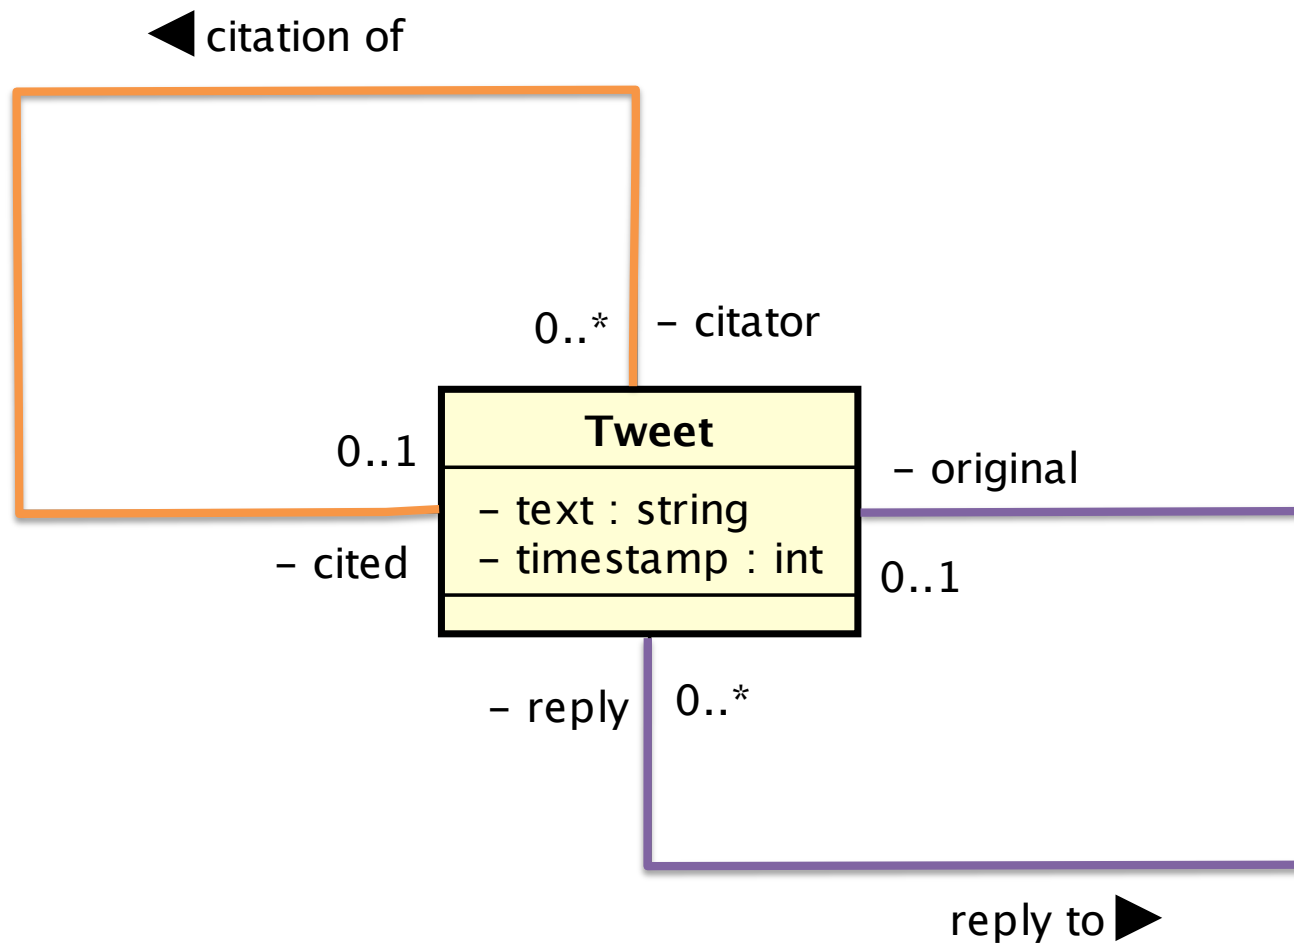 citation of
0..*
– citator
Tweet
0..1
– original
– text : string
– timestamp : int
– cited
0..1
– reply
0..*
reply to